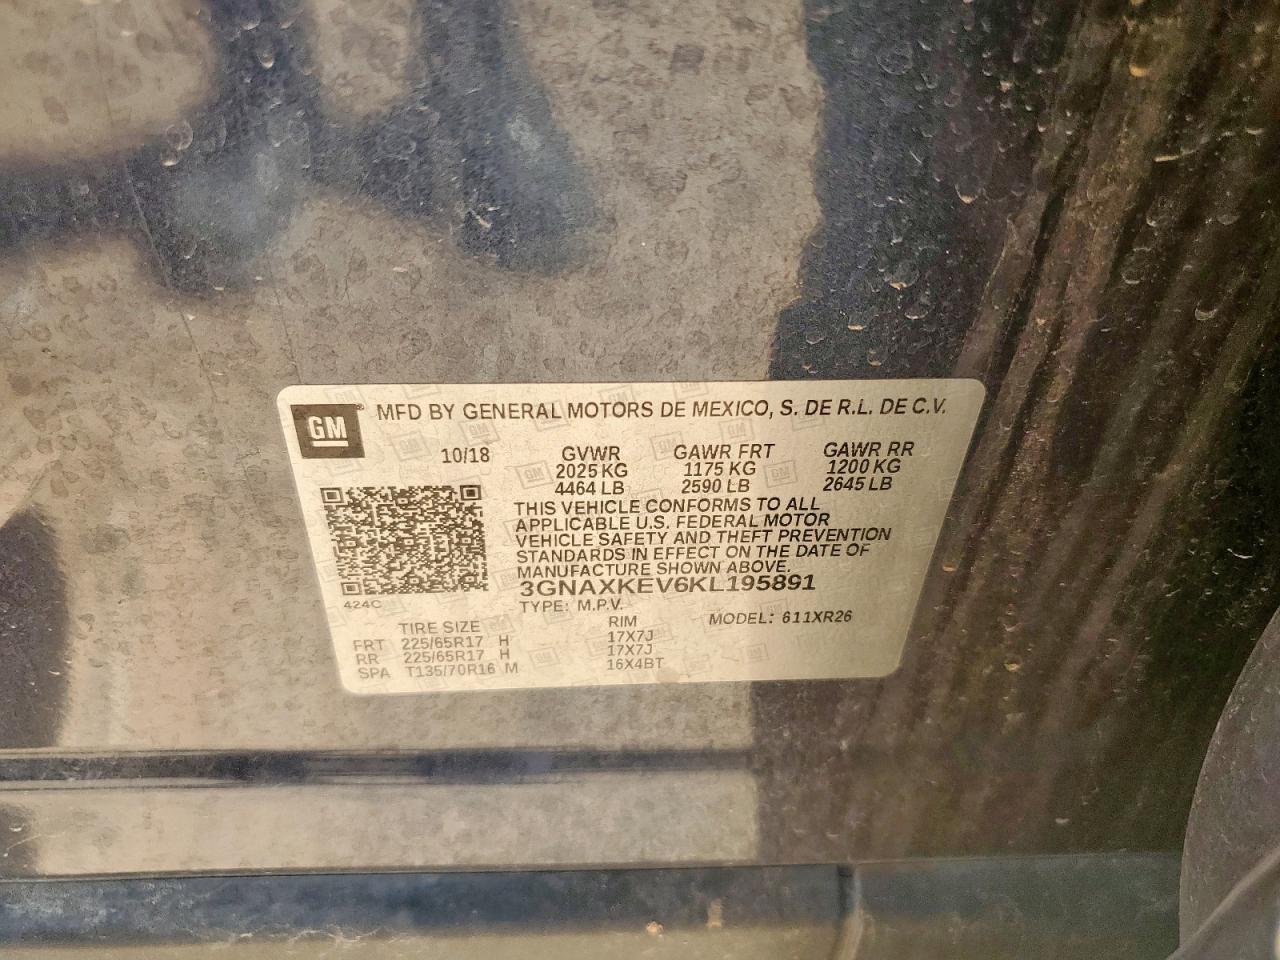 GM
MFD BY GENERAL MOTORS DE MEXICO, S. DE R.L. DE C.V.
10/18 GVWR GAWR FRT GAWR RR
2025 KG 1175 KG 1200 KG
4464 LB 2590 LB 2645 LB
THIS VEHICLE CONFORMS TO ALL
APPLICABLE U.S. FEDERAL MOTOR
VEHICLE SAFETY AND THEFT PREVENTION
STANDARDS IN EFFECT ON THE DATE OF
MANUFACTURE SHOWN ABOVE.
3GNAXKEV6KL195891
424C
TYPE: M.P.V. MODEL: 611XR26
TIRE SIZE RIM
FRT 225/65R17 H 17X7J
RR 225/65R17 H 17X7J
SPA T135/70R16 M 16X4BT